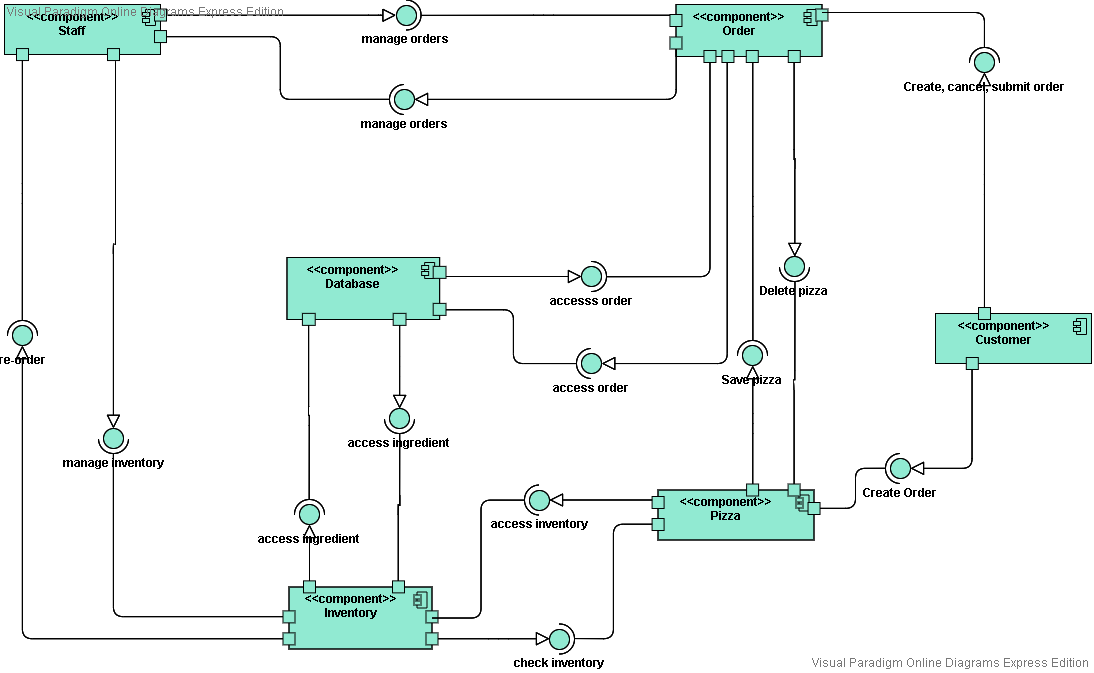 Visual Paradigm Online Diagrams Express Edition
<<component>>
Staff
manage orders
<<component>>
Order
manage orders
Create, cancel, submit order
<<component>>
Database
accesss order
Delete pizza
<<component>>
Customer
re-order
access order
Save pizza
manage inventory
access ingredient
Create Order
<<component>>
Pizza
access inventory
access ingredient
<<component>>
Inventory
check inventory
Visual Paradigm Online Diagrams Express Edition